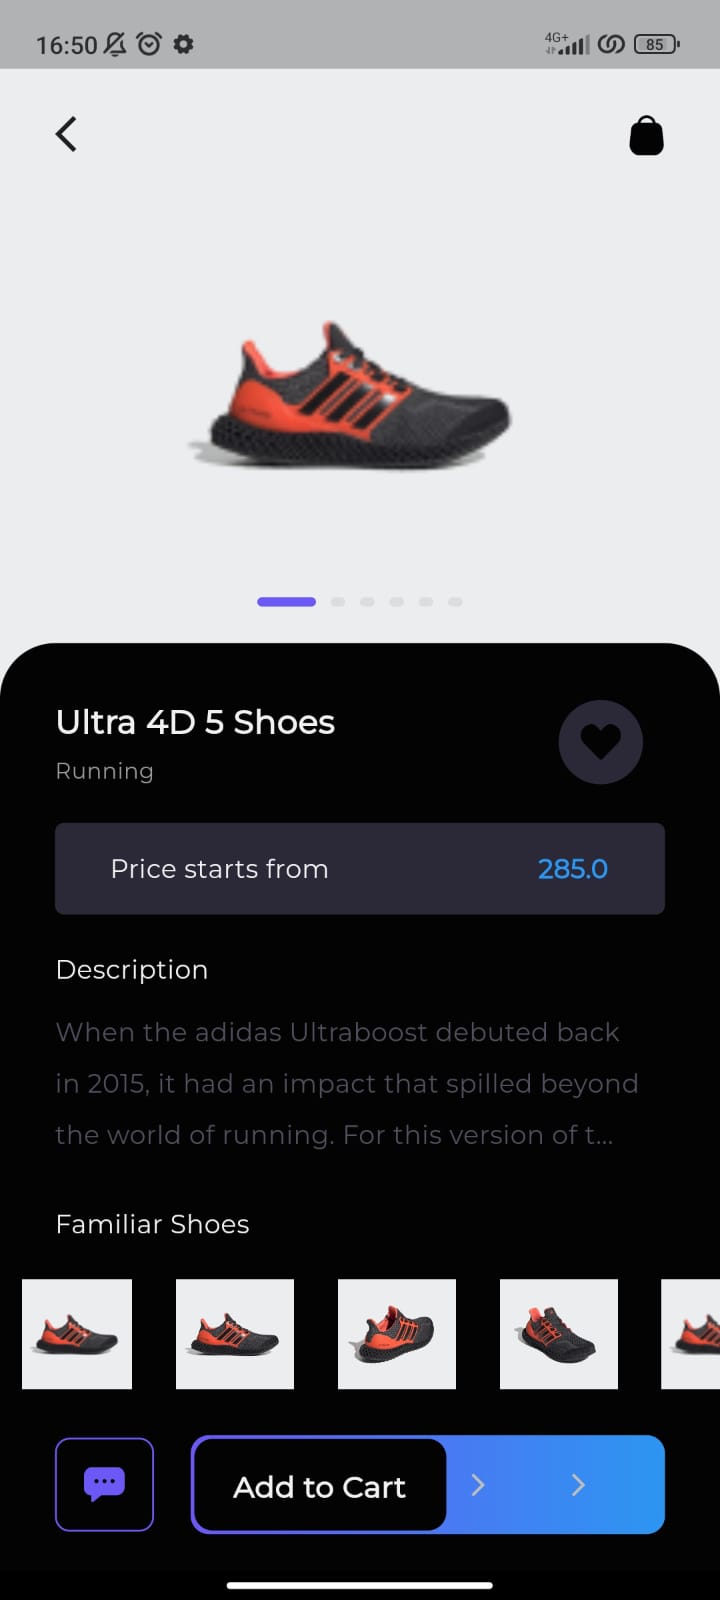 16:50
4G+
85
Ultra 4D 5 Shoes
Running
Price starts from 285.0
Description
When the adidas Ultraboost debuted back
in 2015, it had an impact that spilled beyond
the world of running. For this version of t...
Familiar Shoes
Add to Cart